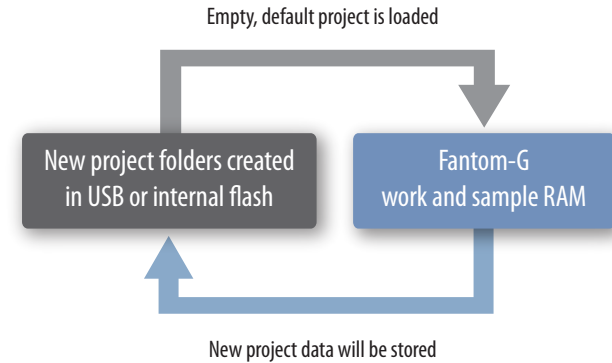 Empty, default project is loaded
New project folders created
in USB or internal flash
Fantom-G
work and sample RAM
New project data will be stored